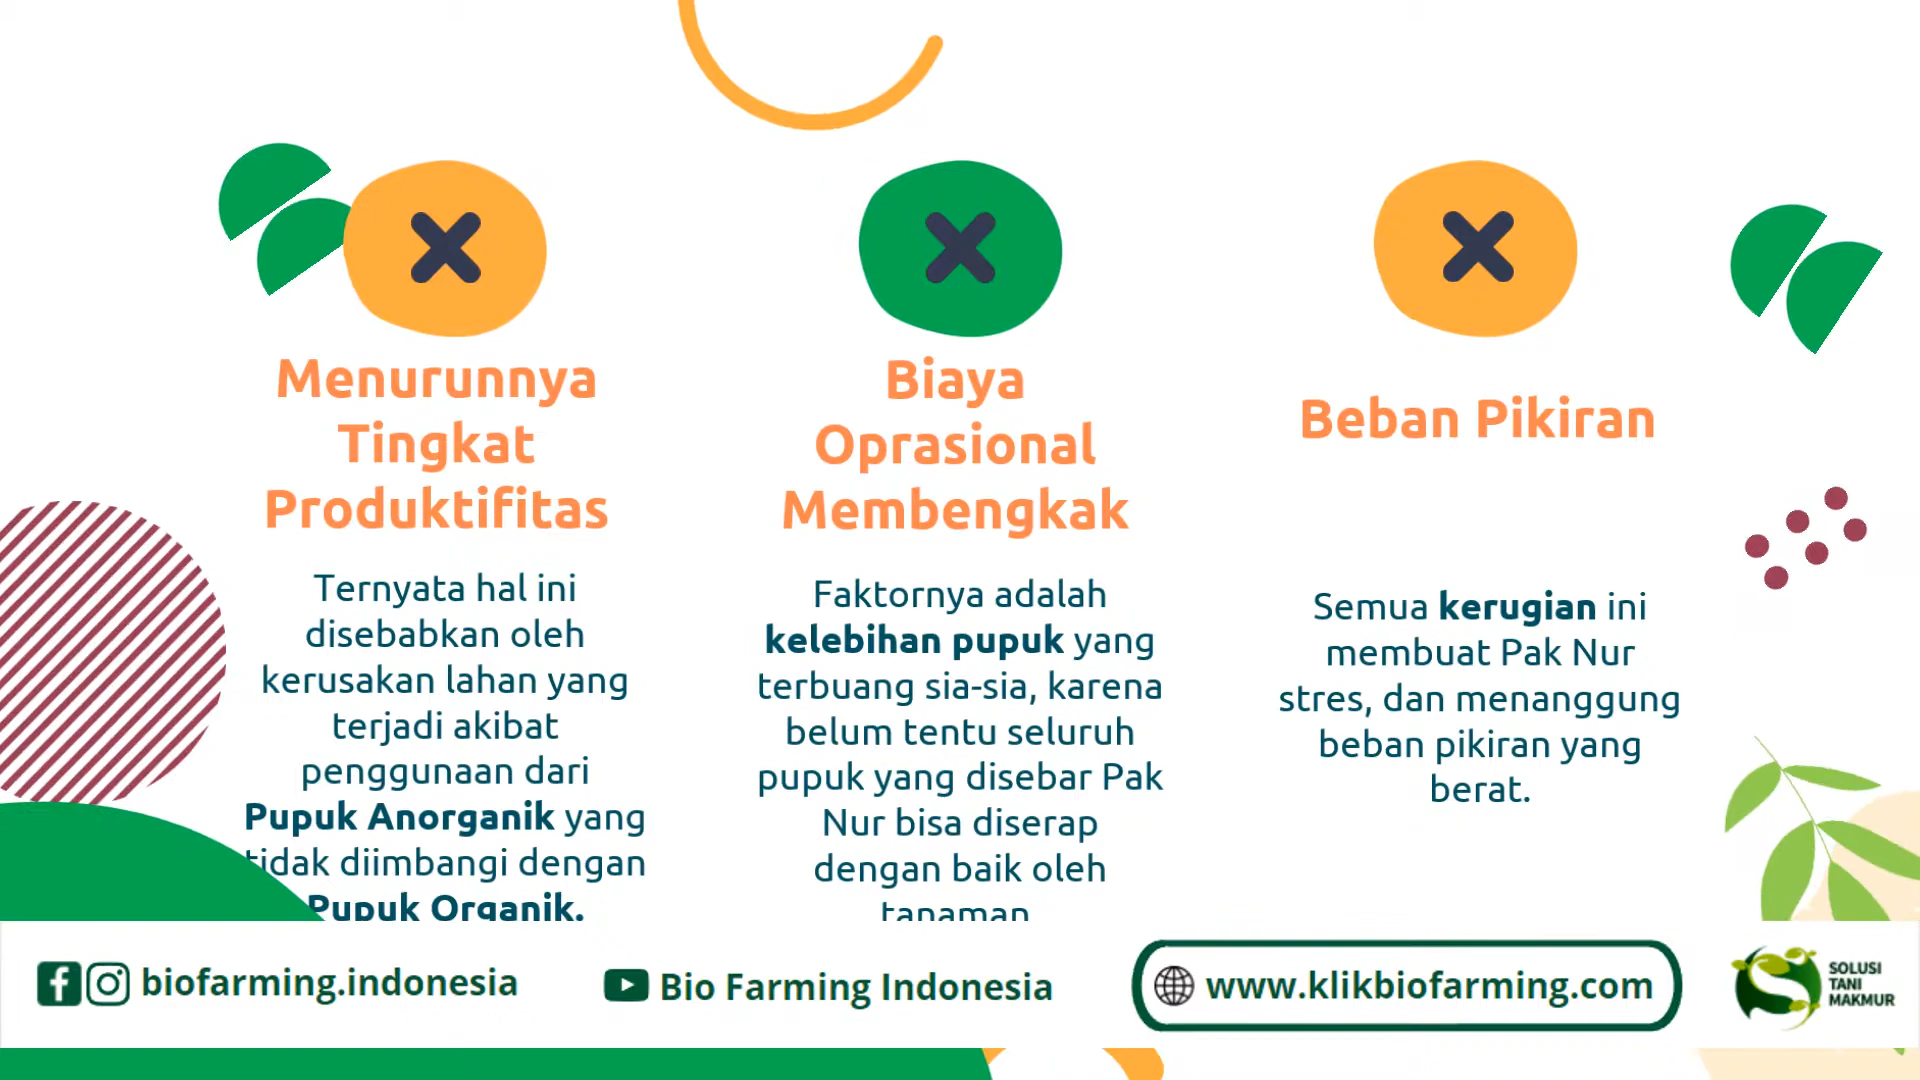 Menurunnya
Tingkat
Produktifitas
Ternyata hal ini
disebabkan oleh
kerusakan lahan yang
terjadi akibat
penggunaan dari
Pupuk Anorganik yang
tidak diimbangi dengan
Pupuk Organik.
Biaya
Oprasional
Membengkak
Faktornya adalah
kelebihan pupuk yang
terbuang sia-sia, karena
belum tentu seluruh
pupuk yang disebar Pak
Nur bisa diserap
dengan baik oleh
tanaman
Beban Pikiran
Semua kerugian ini
membuat Pak Nur
stres, dan menanggung
beban pikiran yang
berat.
biofarming.indonesia
Bio Farming Indonesia
www.klikbiofarming.com
SOLUSI
TANI
MAKMUR